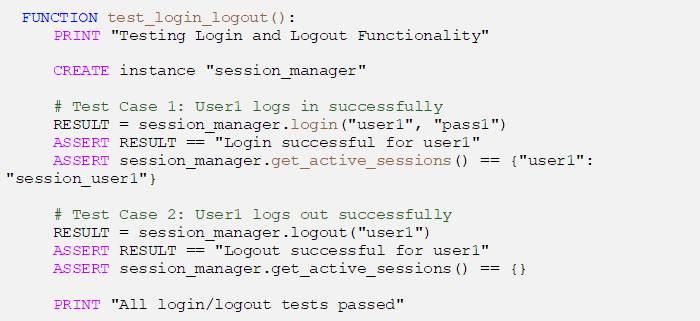 FUNCTION test_login_logout():
PRINT "Testing Login and Logout Functionality"
CREATE instance "session_manager"
# Test Case 1: User1 logs in successfully
RESULT = session_manager.login("user1", "pass1")
ASSERT RESULT == "Login successful for user1"
ASSERT session_manager.get_active_sessions() == {"user1":
"session_user1"}
# Test Case 2: User1 logs out successfully
RESULT = session_manager.logout("user1")
ASSERT RESULT == "Logout successful for user1"
ASSERT session_manager.get_active_sessions() == {}
PRINT "All login/logout tests passed"